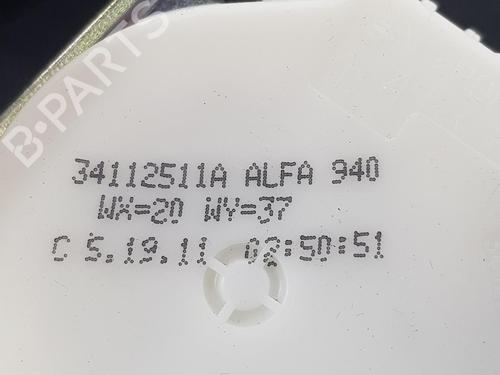 B-PARTS
34112511A ALFA 940
WX=20 WY=37
C 5.19.11 02:50:51